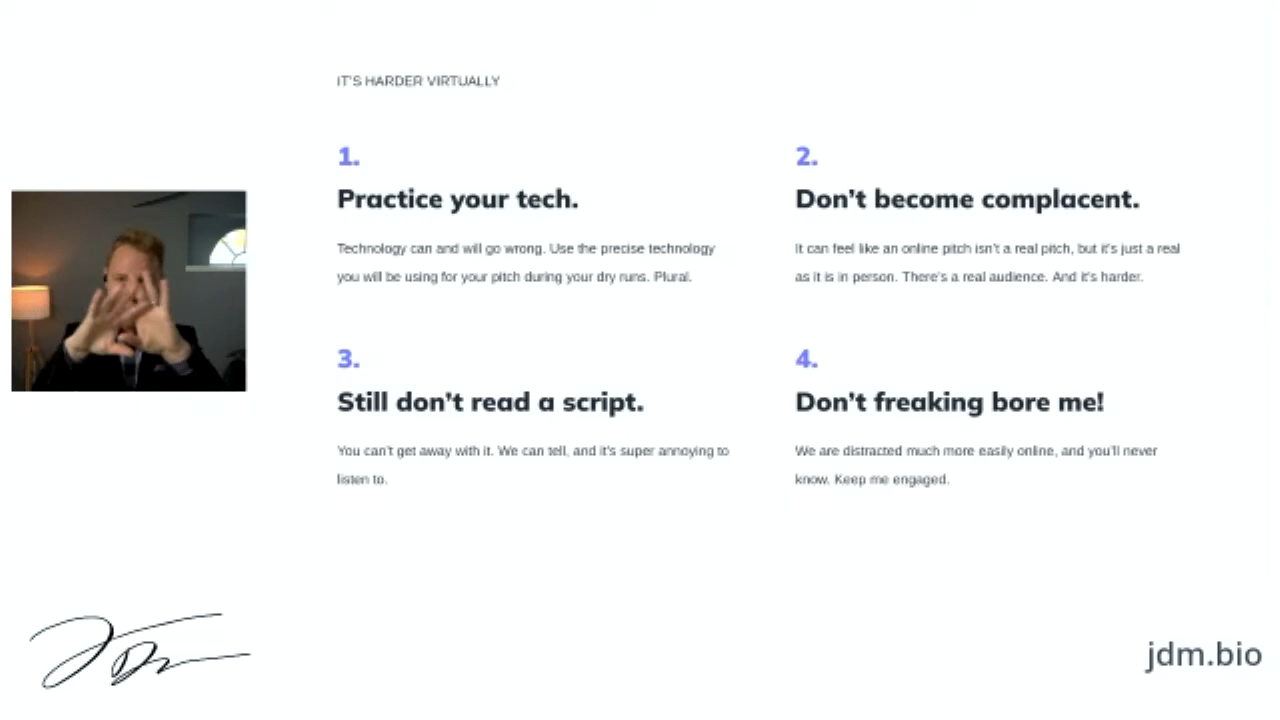 IT'S HARDER VIRTUALLY
1.
Practice your tech.
Technology can and will go wrong. Use the precise technology
you will be using for your pitch during your dry runs. Plural.
2.
Don't become complacent.
It can feel like an online pitch isn't a real pitch, but it's just a real
as it is in person. There's a real audience. And it's harder.
3.
Still don't read a script.
You can't get away with it. We can tell, and it's super annoying to
listen to.
4.
Don't freaking bore me!
We are distracted much more easily online, and you'll never
know. Keep me engaged.
jdm.bio